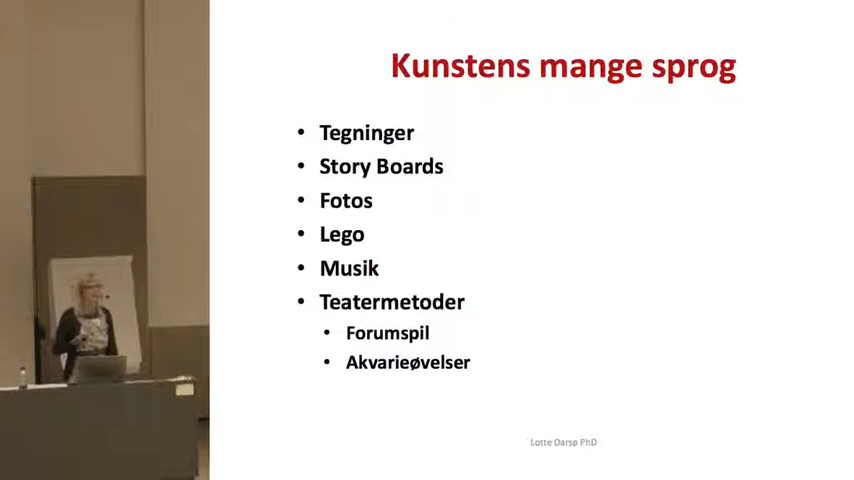 Kunstens mange sprog
• Tegninger
• Story Boards
• Fotos
• Lego
• Musik
• Teatermetoder
• Forumspil
• Akvarieøvelser
Lotte Darsø PhD